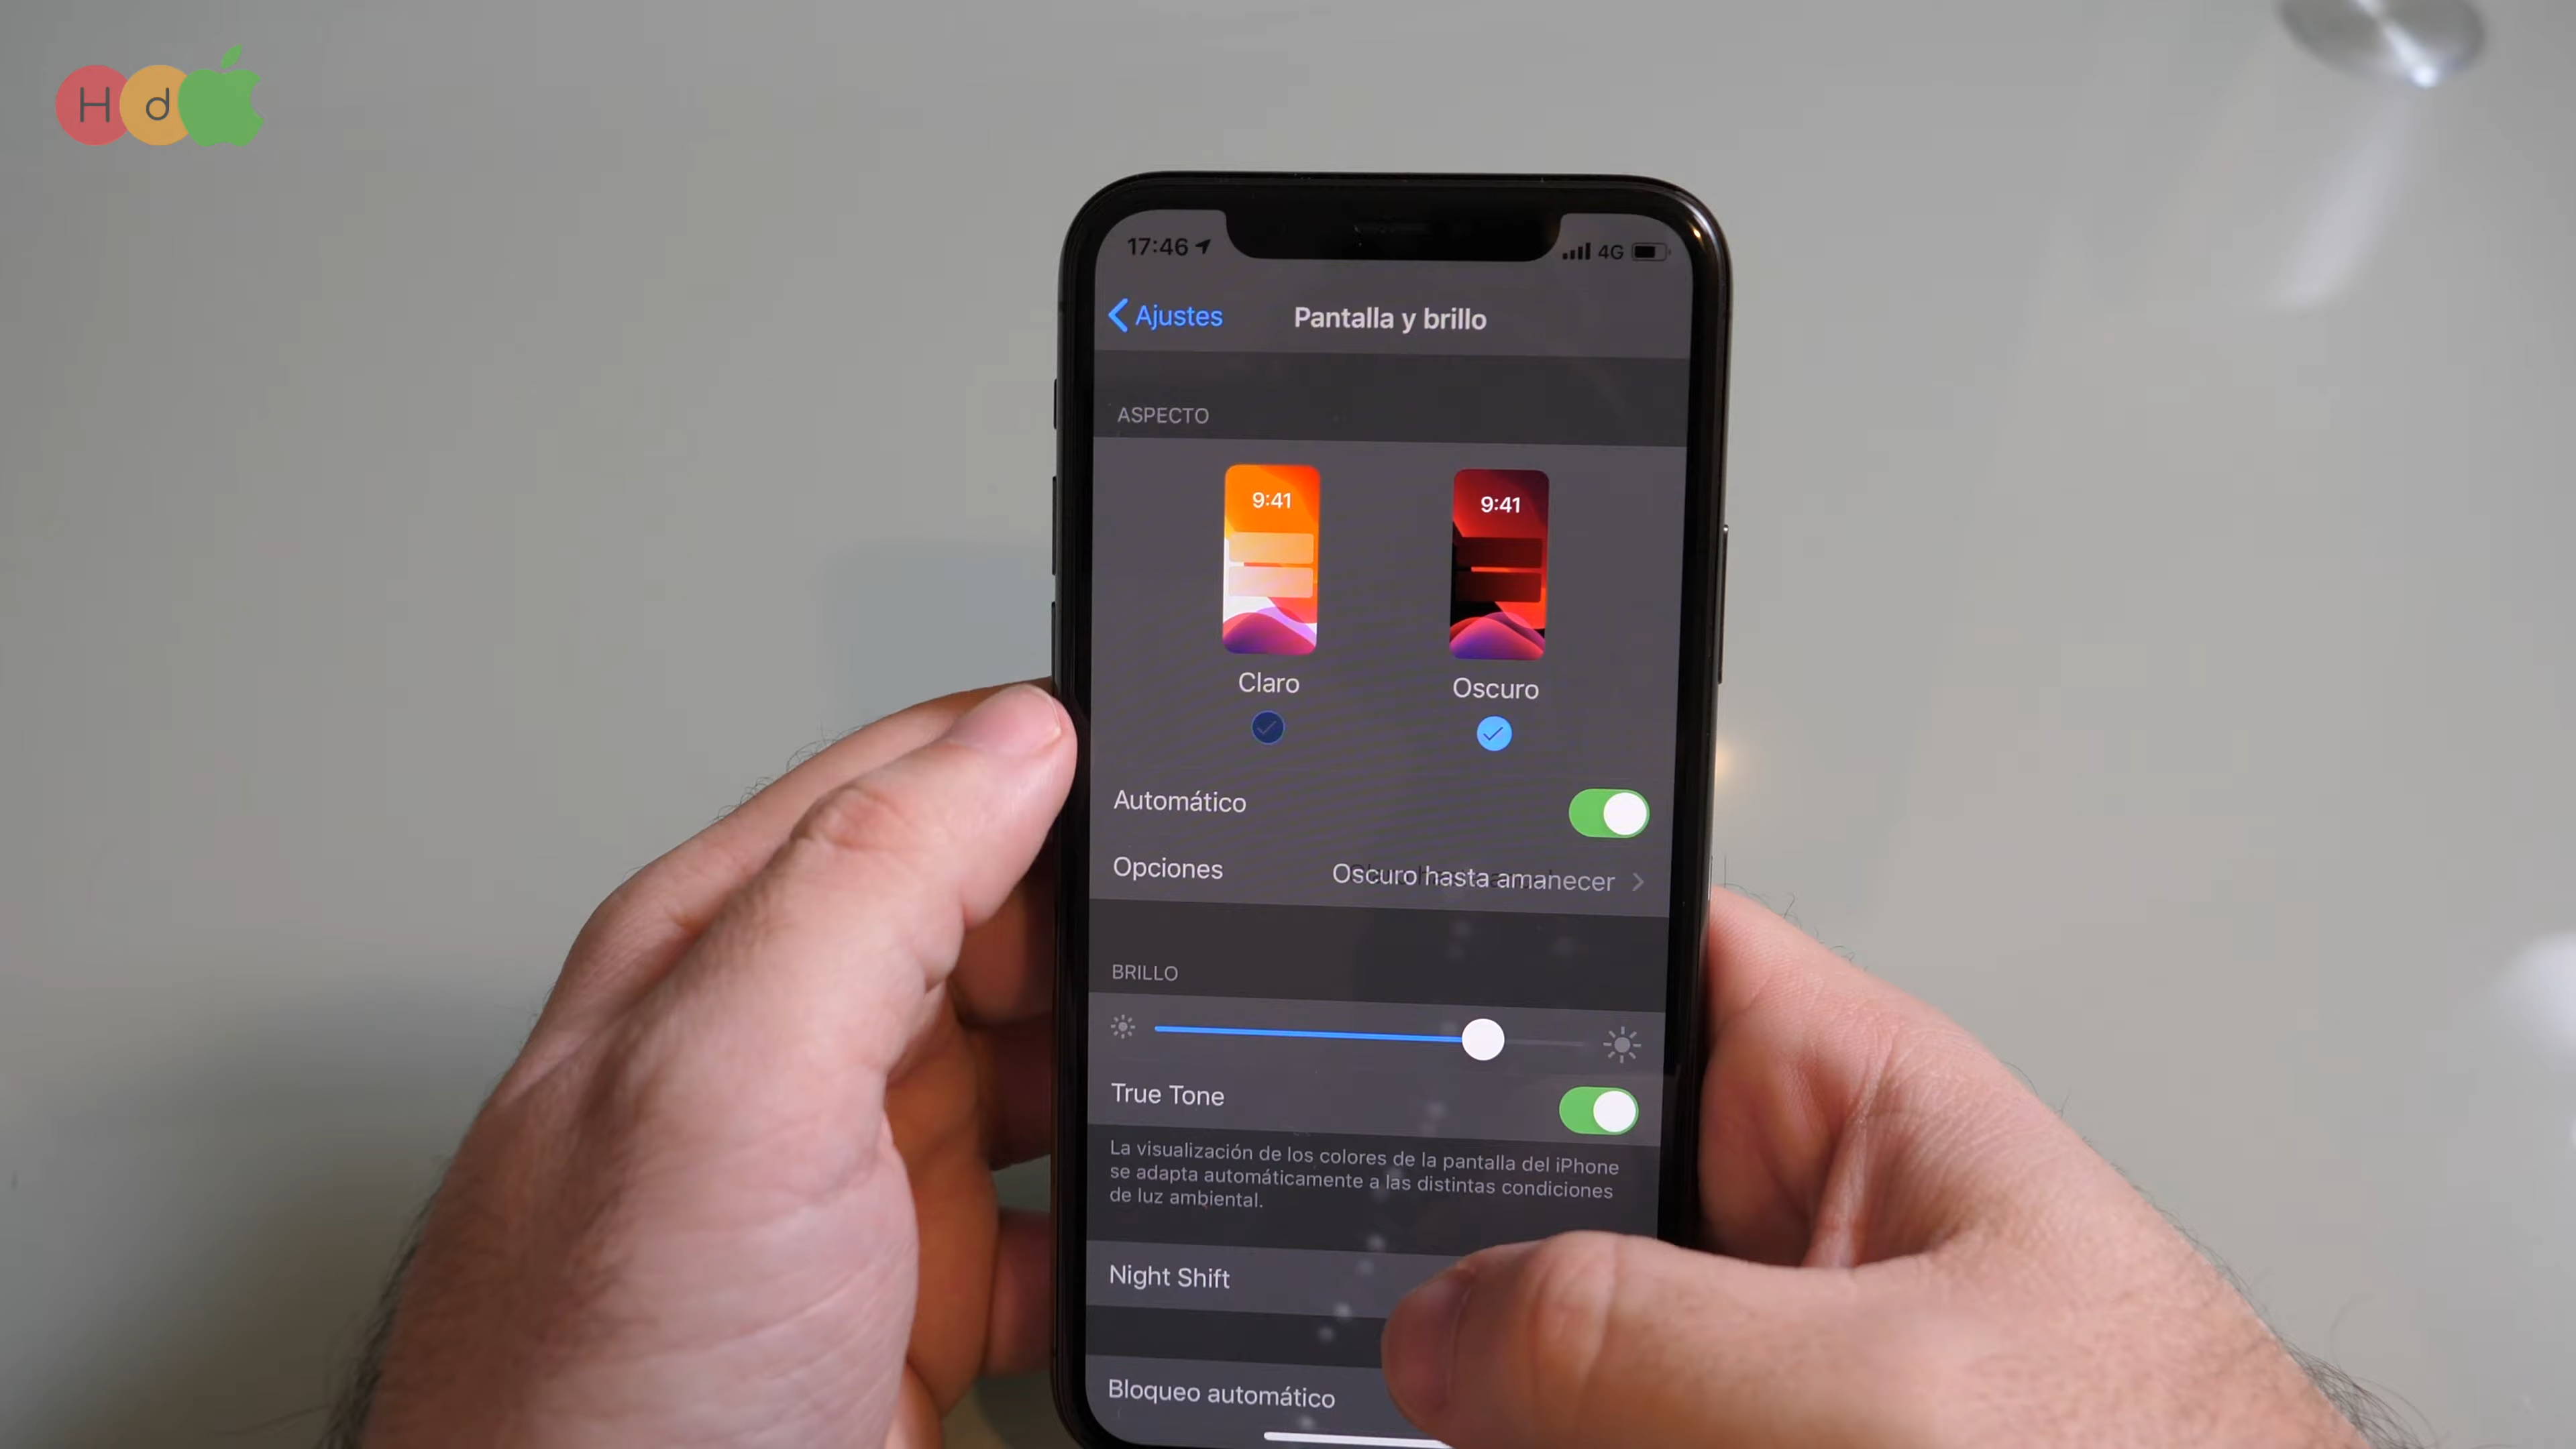 H d
17:46
4G
Ajustes
Pantalla y brillo
ASPECTO
9:41
9:41
Claro
Oscuro
Automático
Opciones
Oscuro hasta amanecer
BRILLO
True Tone
La visualización de los colores de la pantalla del iPhone
se adapta automáticamente a las distintas condiciones
de luz ambiental.
Night Shift
Bloqueo automático